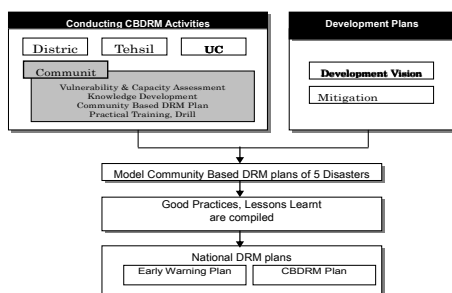 Conducting CBDRM Activities
Development Plans
Distric
Tehsil
UC
Communit
Vulnerability & Capacity Assessment
Knowledge Development
Community Based DRM Plan
Practical Training, Drill
Development Vision
Mitigation
Model Community Based DRM plans of 5 Disasters
Good Practices, Lessons Learnt
are compiled
National DRM plans
Early Warning Plan
CBDRM Plan